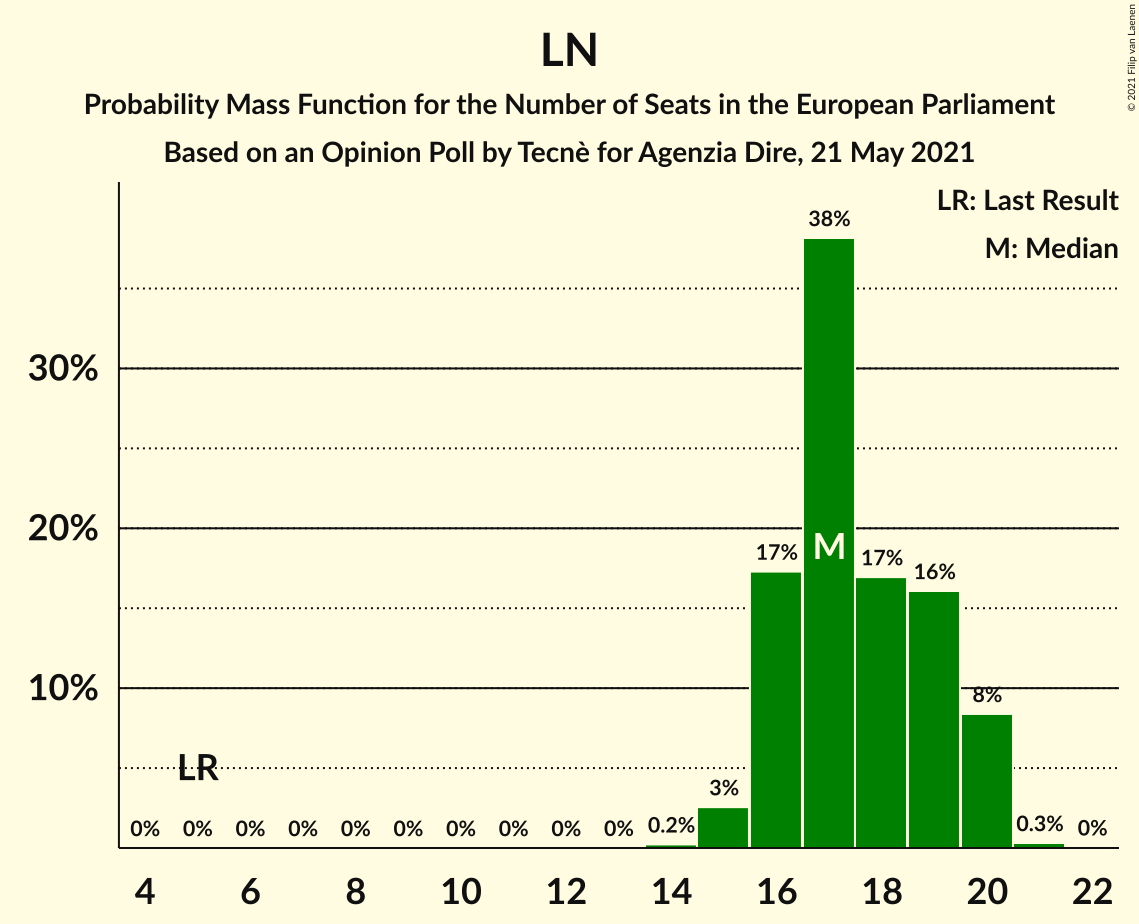 LN
Probability Mass Function for the Number of Seats in the European Parliament
Based on an Opinion Poll by Tecnè for Agenzia Dire, 21 May 2021
© 2021 Filip van Laenen
LR: Last Result
M: Median
38%
30%
20%
17%
M
17%
16%
10%
8%
LR
3%
0% 0% 0% 0% 0% 0% 0% 0% 0% 0% 0.2% 0.3% 0%
4 6 8 10 12 14 16 18 20 22